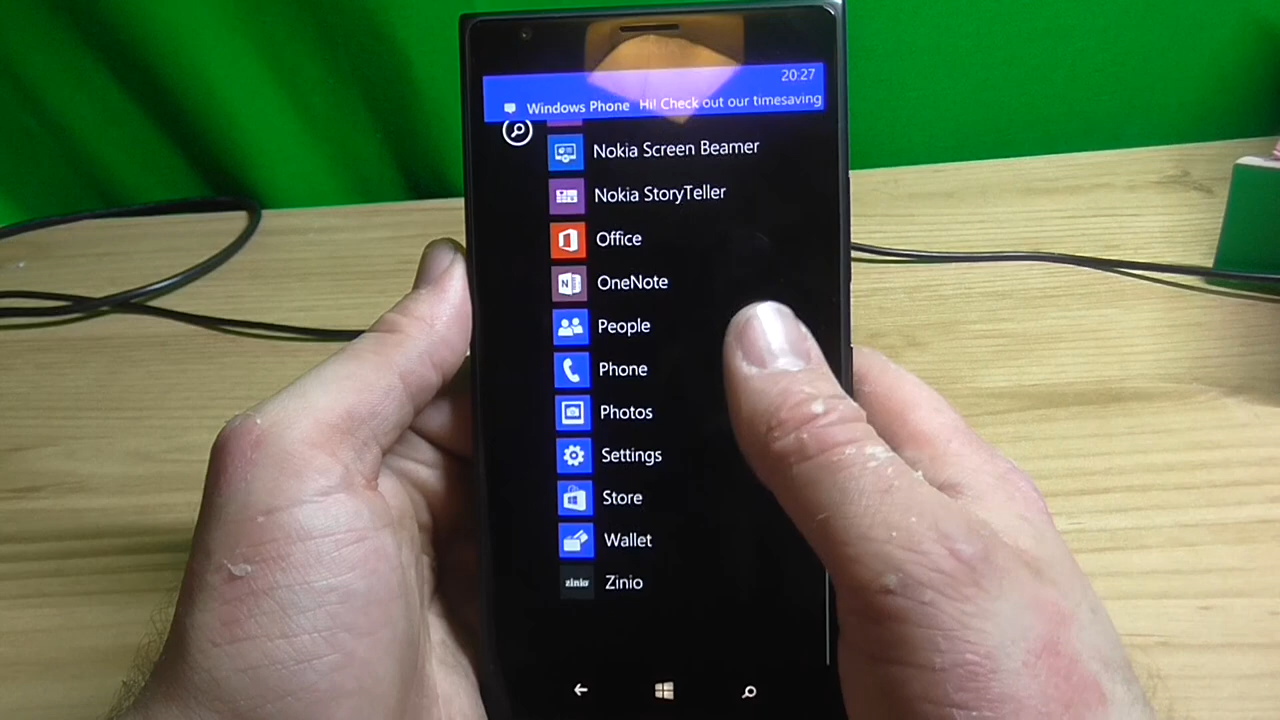 20:27
Windows Phone Hi! Check out our timesaving
Nokia Screen Beamer
Nokia StoryTeller
Office
OneNote
People
Phone
Photos
Settings
Store
Wallet
zinio Zinio